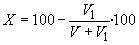 X = 100 − V₁/(V + V₁) · 100